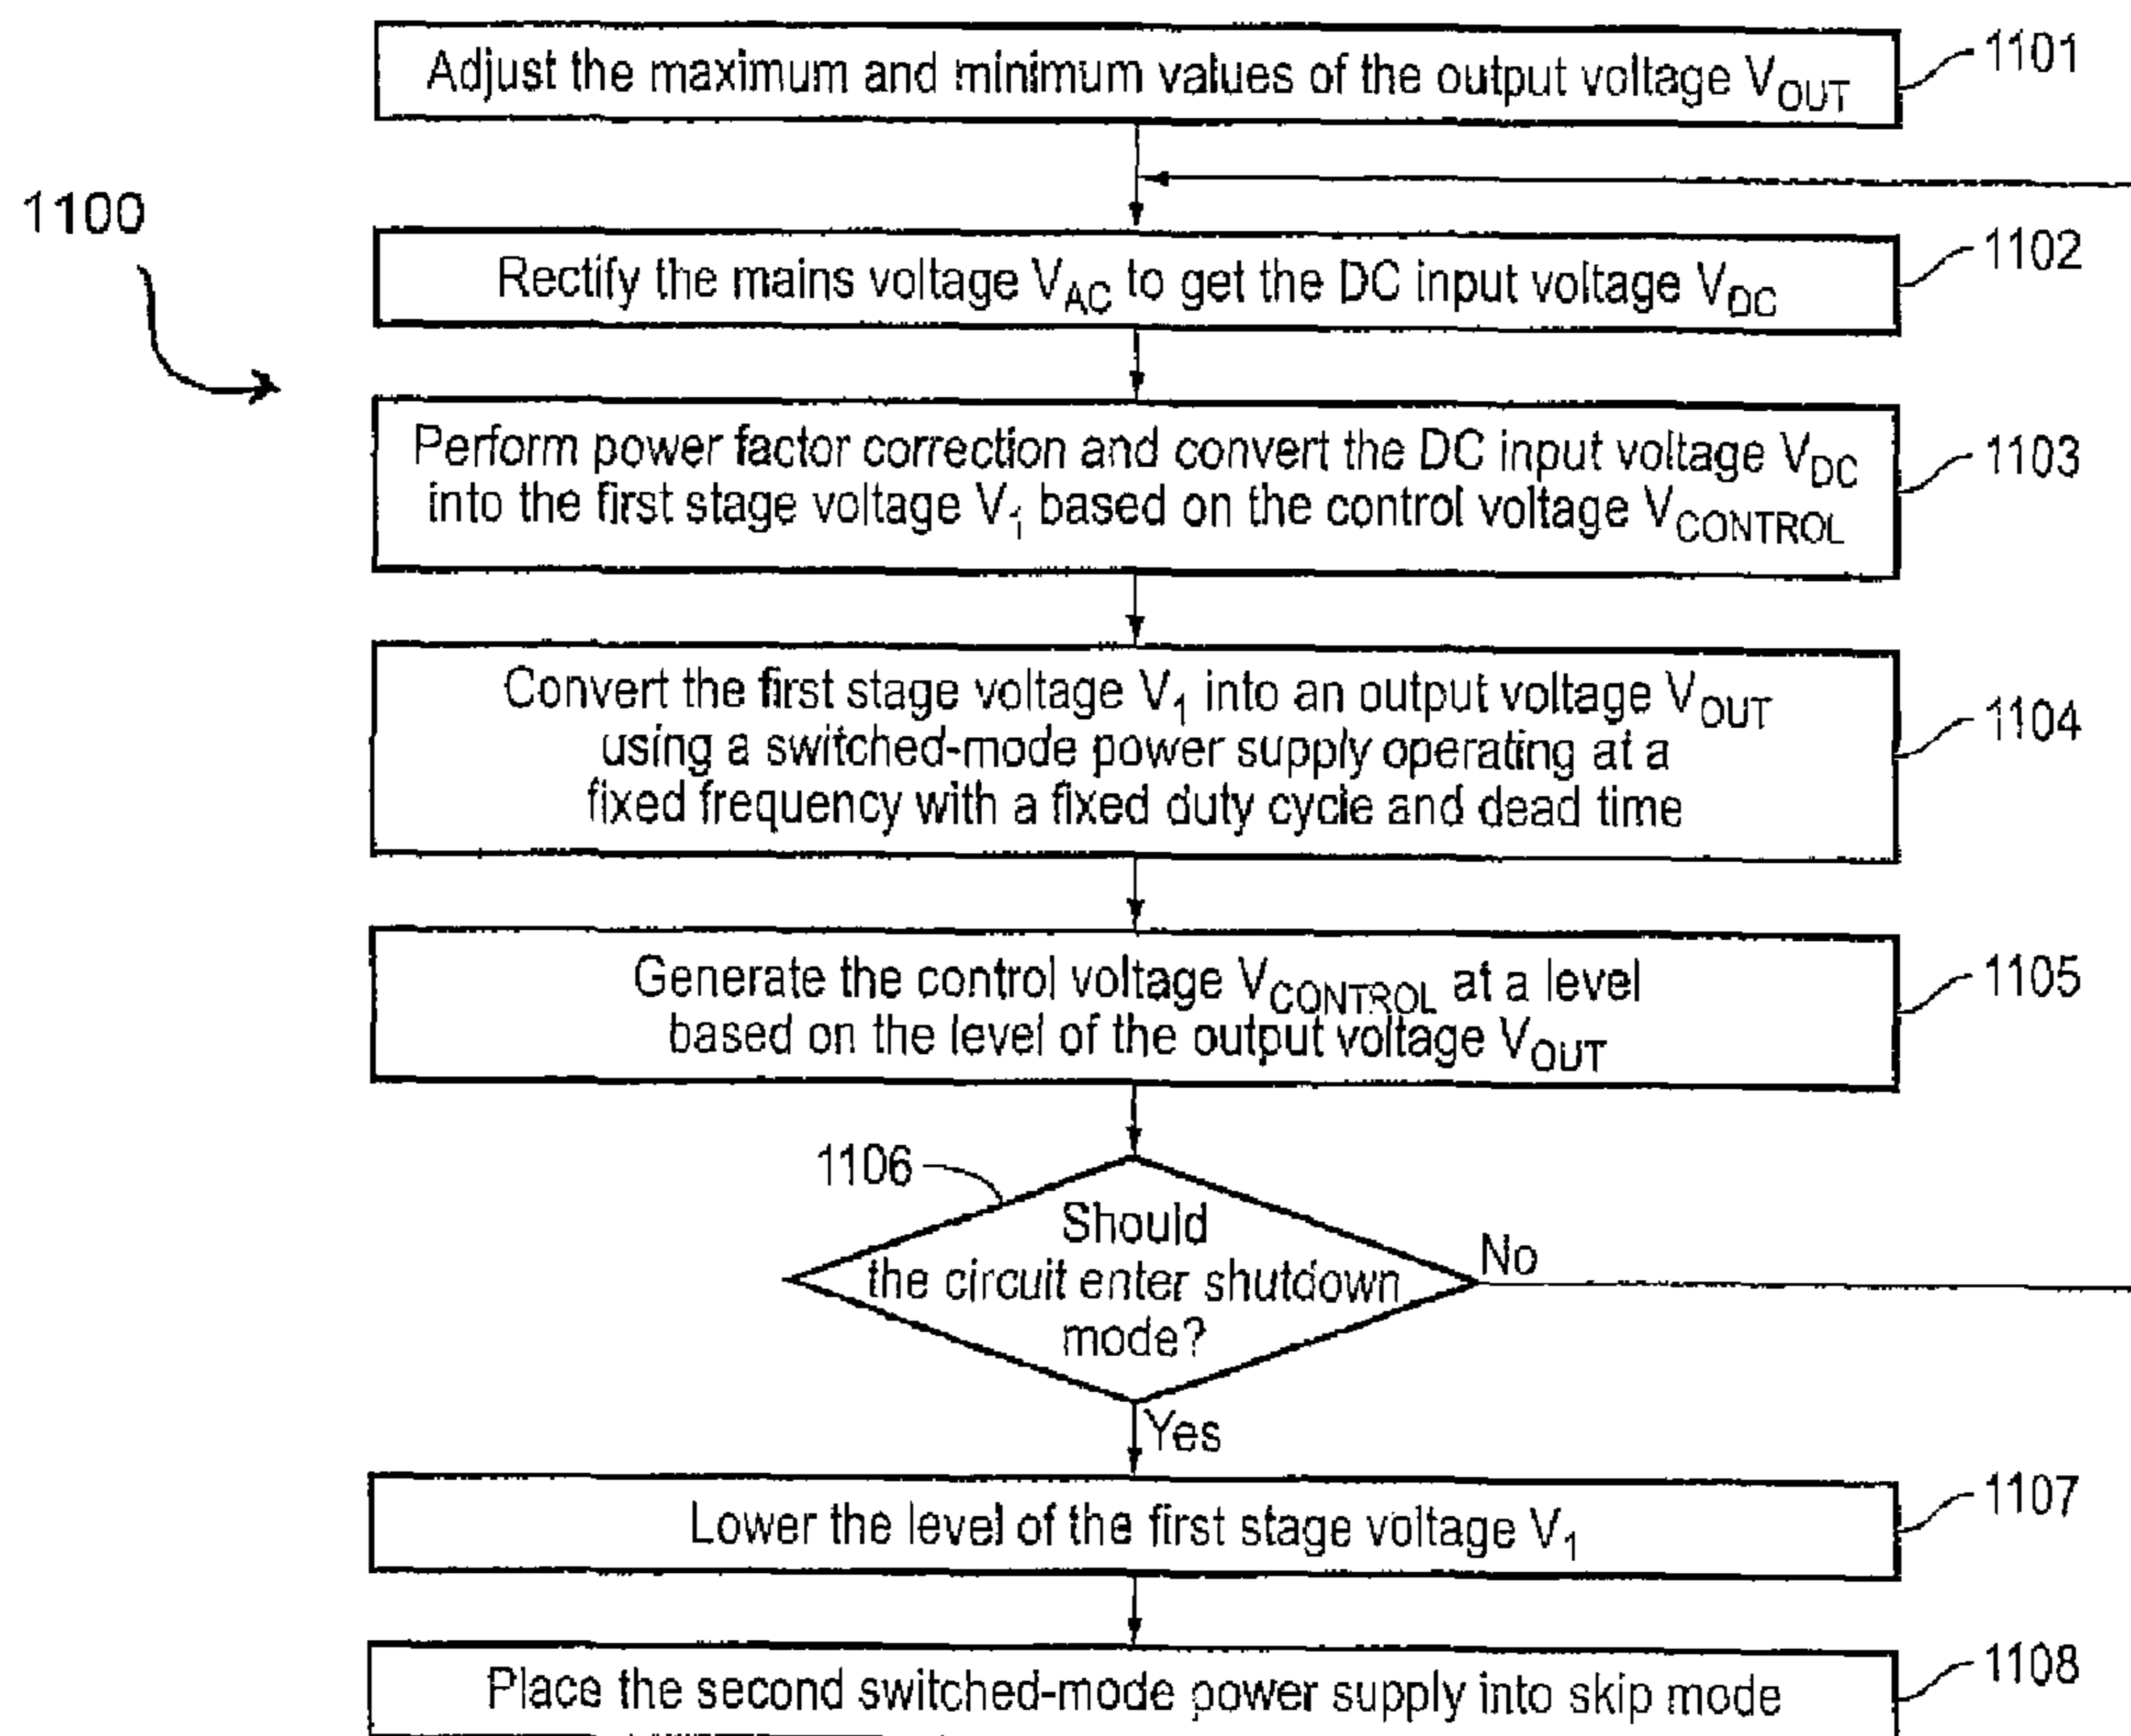 Adjust the maximum and minimum values of the output voltage VOUT
1101
1100
Rectify the mains voltage VAC to get the DC input voltage VDC
1102
Perform power factor correction and convert the DC input voltage VDC
into the first stage voltage V1 based on the control voltage VCONTROL
1103
Convert the first stage voltage V1 into an output voltage VOUT
using a switched-mode power supply operating at a
fixed frequency with a fixed duty cycle and dead time
1104
Generate the control voltage VCONTROL at a level
based on the level of the output voltage VOUT
1105
1106
Should
the circuit enter shutdown
mode?
No
Yes
Lower the level of the first stage voltage V1
1107
Place the second switched-mode power supply into skip mode
1108